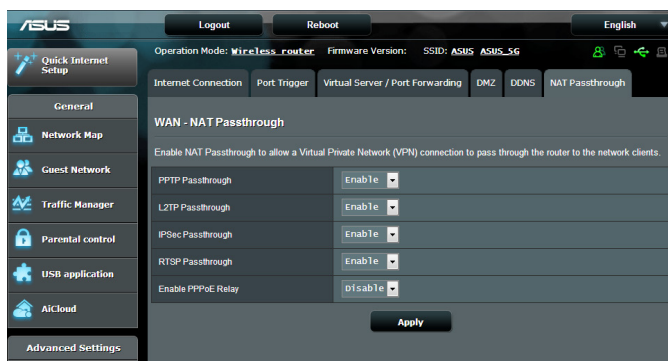 ASUS
Logout
Reboot
English
Operation Mode: Wireless router Firmware Version: SSID: ASUS ASUS_5G
Quick Internet
Setup
Internet Connection
Port Trigger
Virtual Server / Port Forwarding
DMZ
DDNS
NAT Passthrough
General
Network Map
Guest Network
Traffic Manager
Parental control
USB application
AiCloud
Advanced Settings
WAN - NAT Passthrough
Enable NAT Passthrough to allow a Virtual Private Network (VPN) connection to pass through the router to the network clients.
PPTP Passthrough Enable
L2TP Passthrough Enable
IPSec Passthrough Enable
RTSP Passthrough Enable
Enable PPPoE Relay Disable
Apply